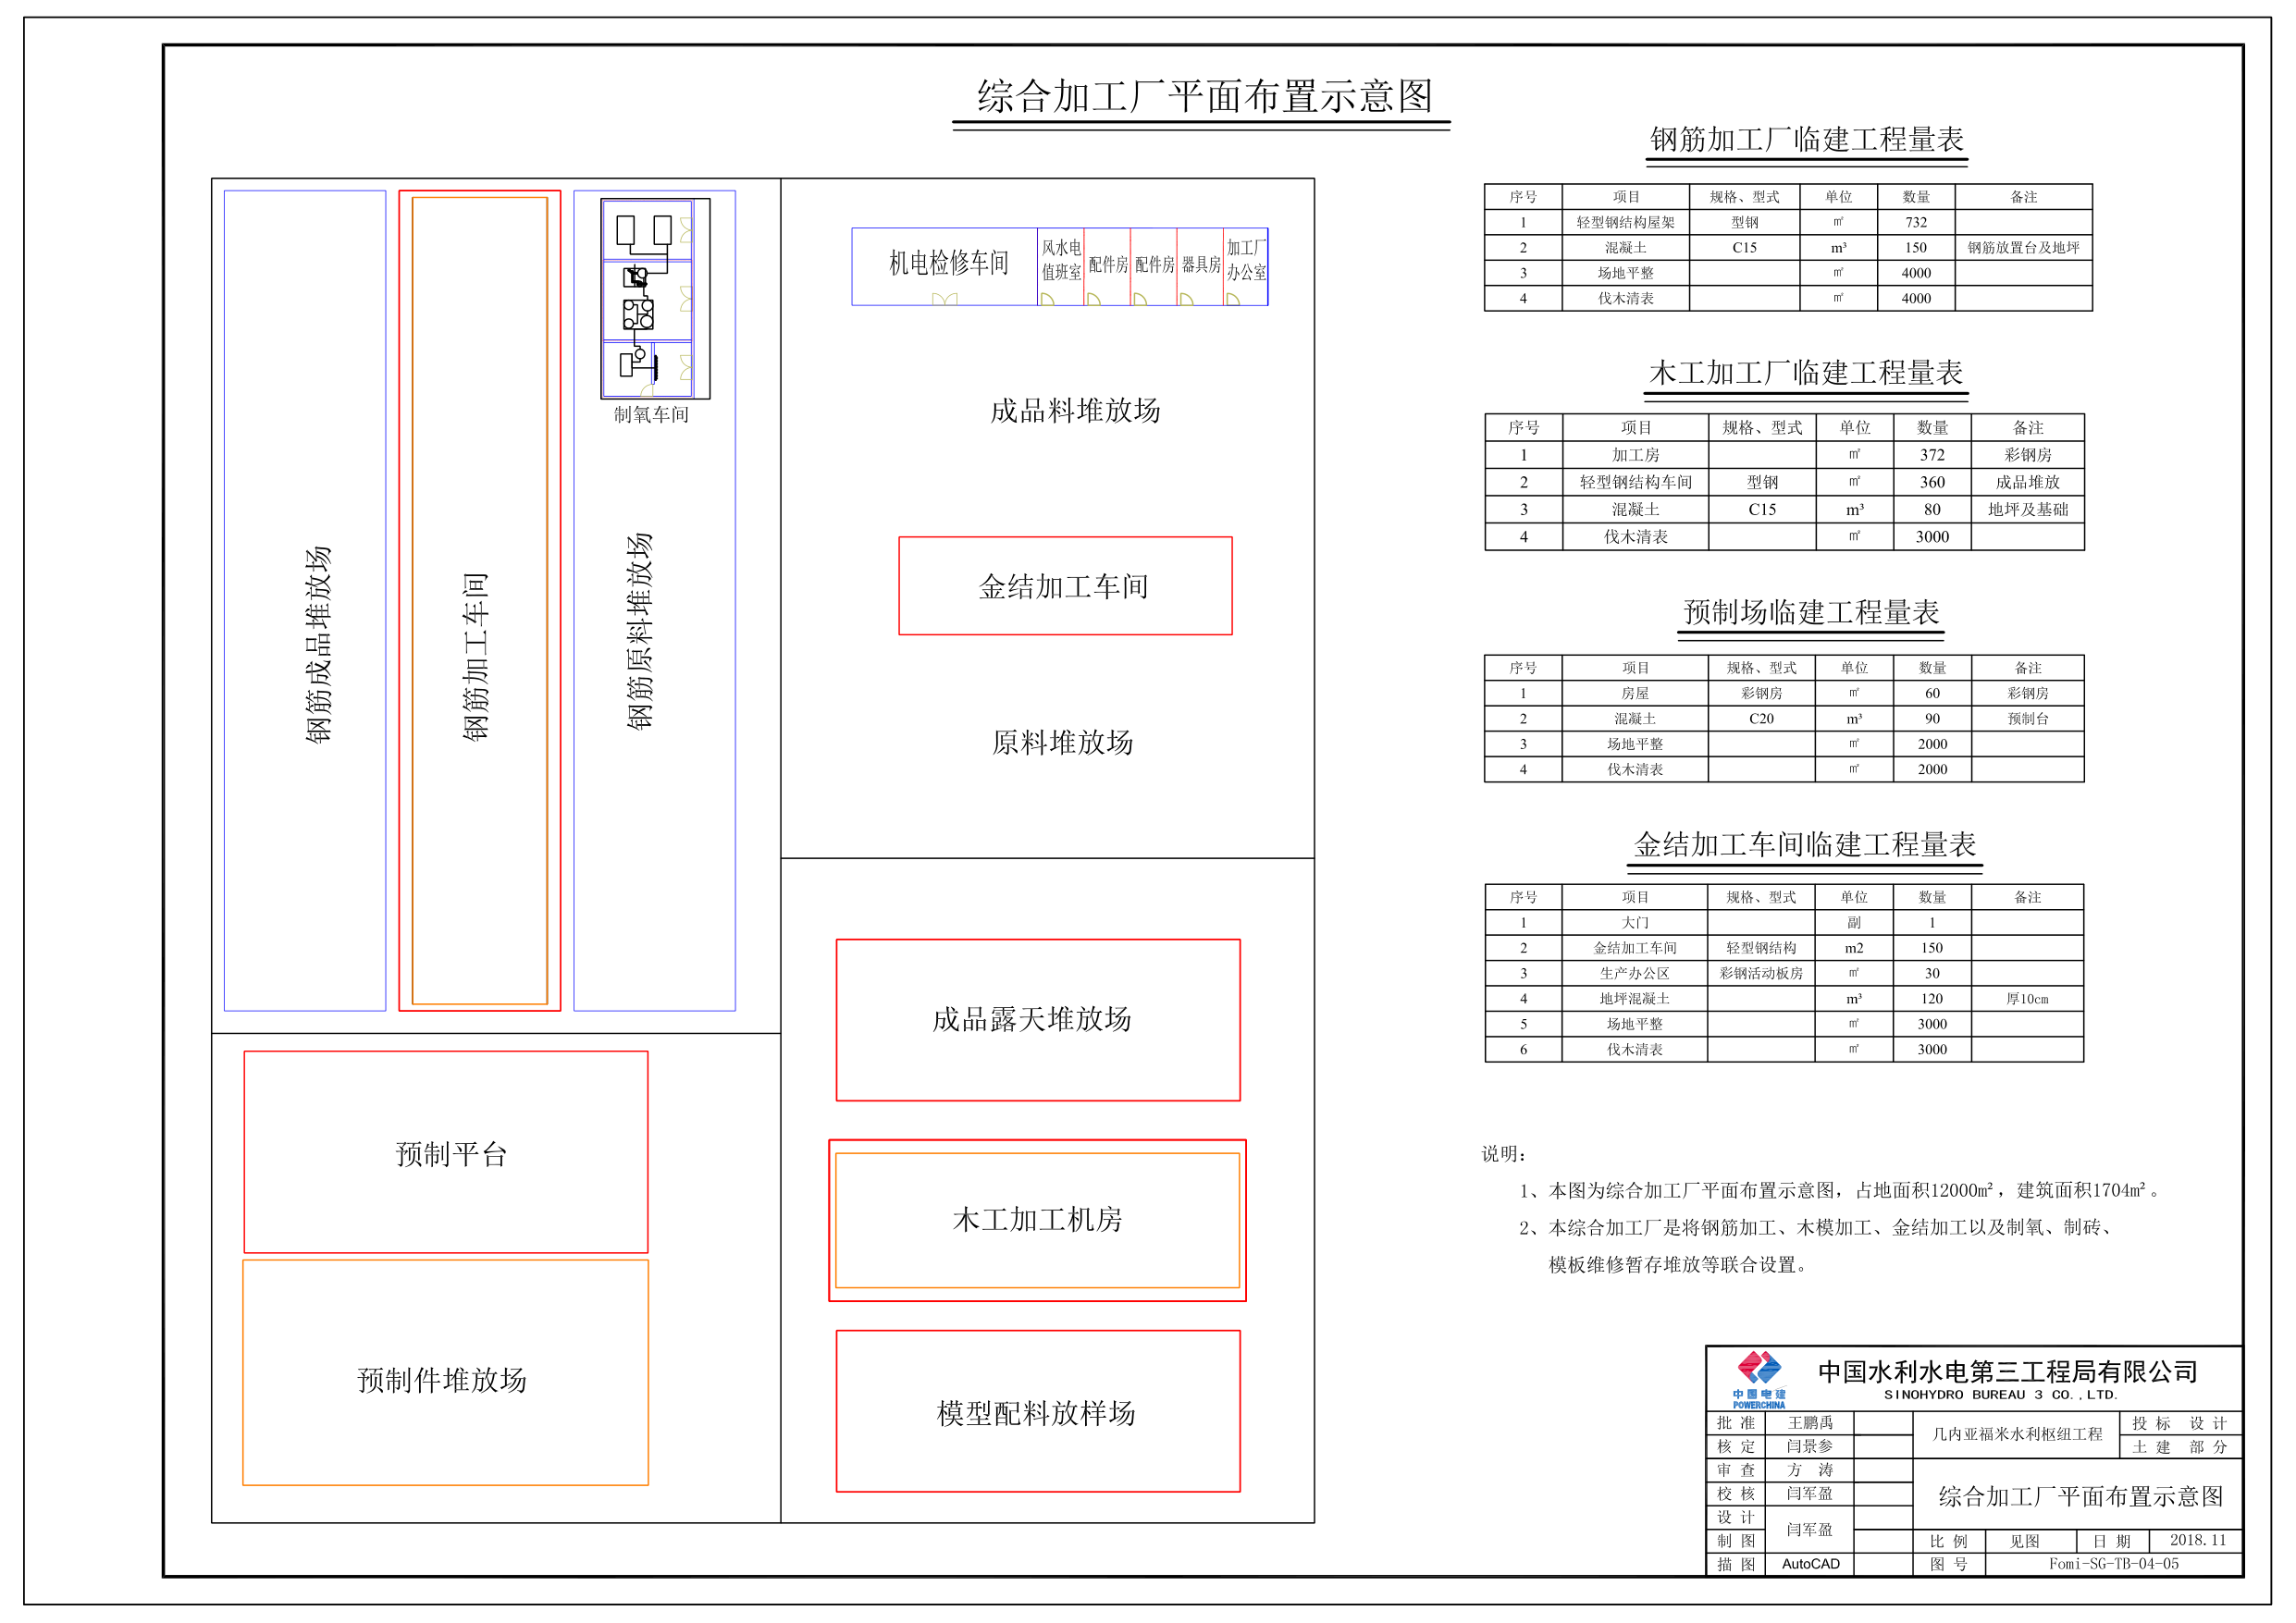 综合加工厂平面布置示意图
钢筋成品堆放场
钢筋加工车间
钢筋原料堆放场
制氧车间
机电检修车间
风水电
值班室
配件房
配件房
器具房
加工厂
办公室
成品料堆放场
金结加工车间
原料堆放场
预制平台
预制件堆放场
成品露天堆放场
木工加工机房
模型配料放样场
钢筋加工厂临建工程量表
序号 项目 规格、型式 单位 数量 备注
1 轻型钢结构屋架 型钢 ㎡ 732
2 混凝土 C15 m³ 150 钢筋放置台及地坪
3 场地平整 ㎡ 4000
4 伐木清表 ㎡ 4000
木工加工厂临建工程量表
序号 项目 规格、型式 单位 数量 备注
1 加工房 ㎡ 372 彩钢房
2 轻型钢结构车间 型钢 ㎡ 360 成品堆放
3 混凝土 C15 m³ 80 地坪及基础
4 伐木清表 ㎡ 3000
预制场临建工程量表
序号 项目 规格、型式 单位 数量 备注
1 房屋 彩钢房 ㎡ 60 彩钢房
2 混凝土 C20 m³ 90 预制台
3 场地平整 ㎡ 2000
4 伐木清表 ㎡ 2000
金结加工车间临建工程量表
序号 项目 规格、型式 单位 数量 备注
1 大门 副 1
2 金结加工车间 轻型钢结构 m2 150
3 生产办公区 彩钢活动板房 ㎡ 30
4 地坪混凝土 m³ 120 厚10cm
5 场地平整 ㎡ 3000
6 伐木清表 ㎡ 3000
说明：
1、本图为综合加工厂平面布置示意图，占地面积12000m²，建筑面积1704m²。
2、本综合加工厂是将钢筋加工、木模加工、金结加工以及制氧、制砖、
模板维修暂存堆放等联合设置。
中国电建
POWERCHINA
中国水利水电第三工程局有限公司
SINOHYDRO BUREAU 3 CO.,LTD.
批准 王鹏禹
核定 闫景参
审查 方涛
校核 闫军盈
设计
制图 闫军盈
描图 AutoCAD
几内亚福米水利枢纽工程
投标 设计
土建 部分
综合加工厂平面布置示意图
比例 见图 日期 2018.11
图号 Fomi-SG-TB-04-05